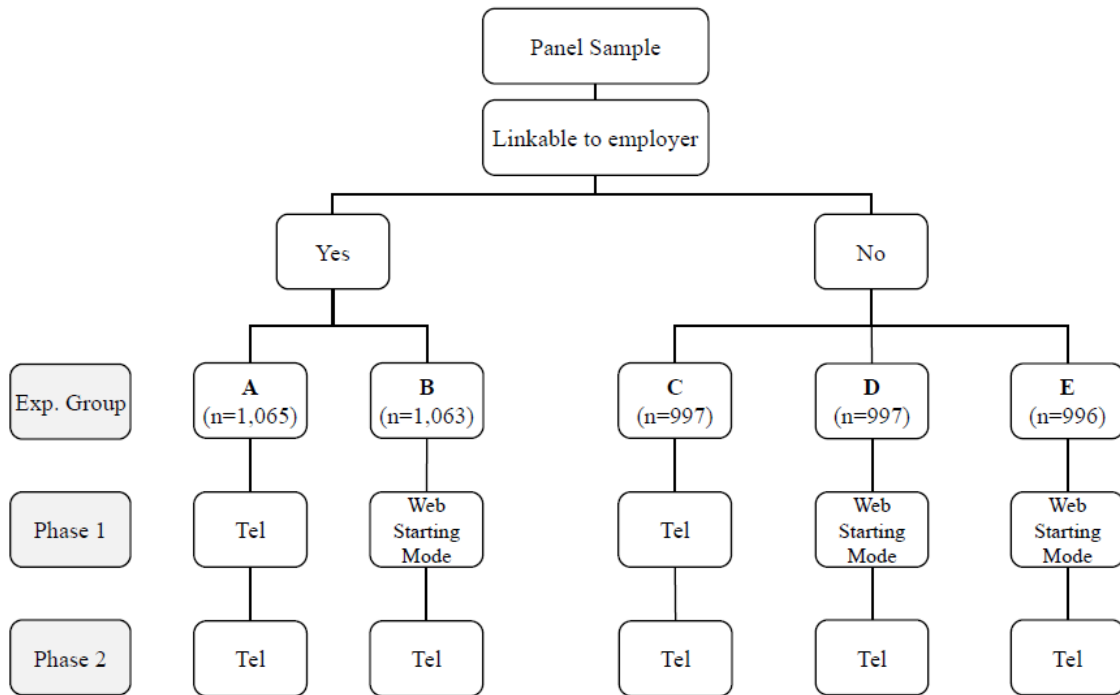 Panel Sample
Linkable to employer
Yes
No
Exp. Group
A
(n=1,065)
B
(n=1,063)
C
(n=997)
D
(n=997)
E
(n=996)
Phase 1
Tel
Web
Starting
Mode
Tel
Web
Starting
Mode
Web
Starting
Mode
Phase 2
Tel
Tel
Tel
Tel
Tel